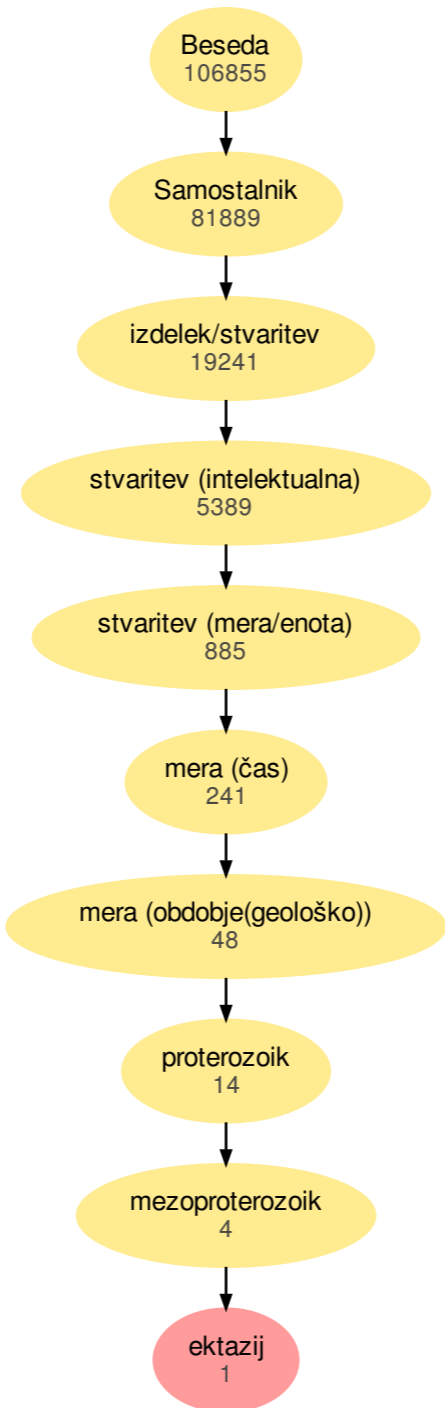 Beseda
106855
Samostalnik
81889
izdelek/stvaritev
19241
stvaritev (intelektualna)
5389
stvaritev (mera/enota)
885
mera (čas)
241
mera (obdobje(geološko))
48
proterozoik
14
mezoproterozoik
4
ektazij
1